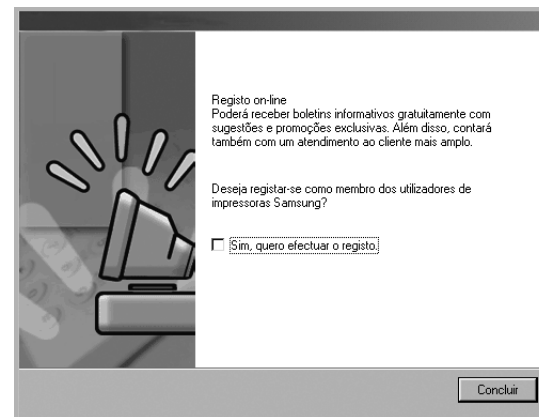 Registo on-line
Poderá receber boletins informativos gratuitamente com
sugestões e promoções exclusivas. Além disso, contará
também com um atendimento ao cliente mais amplo.
Deseja registar-se como membro dos utilizadores de
impressoras Samsung?
Sim, quero efectuar o registo.
Concluir